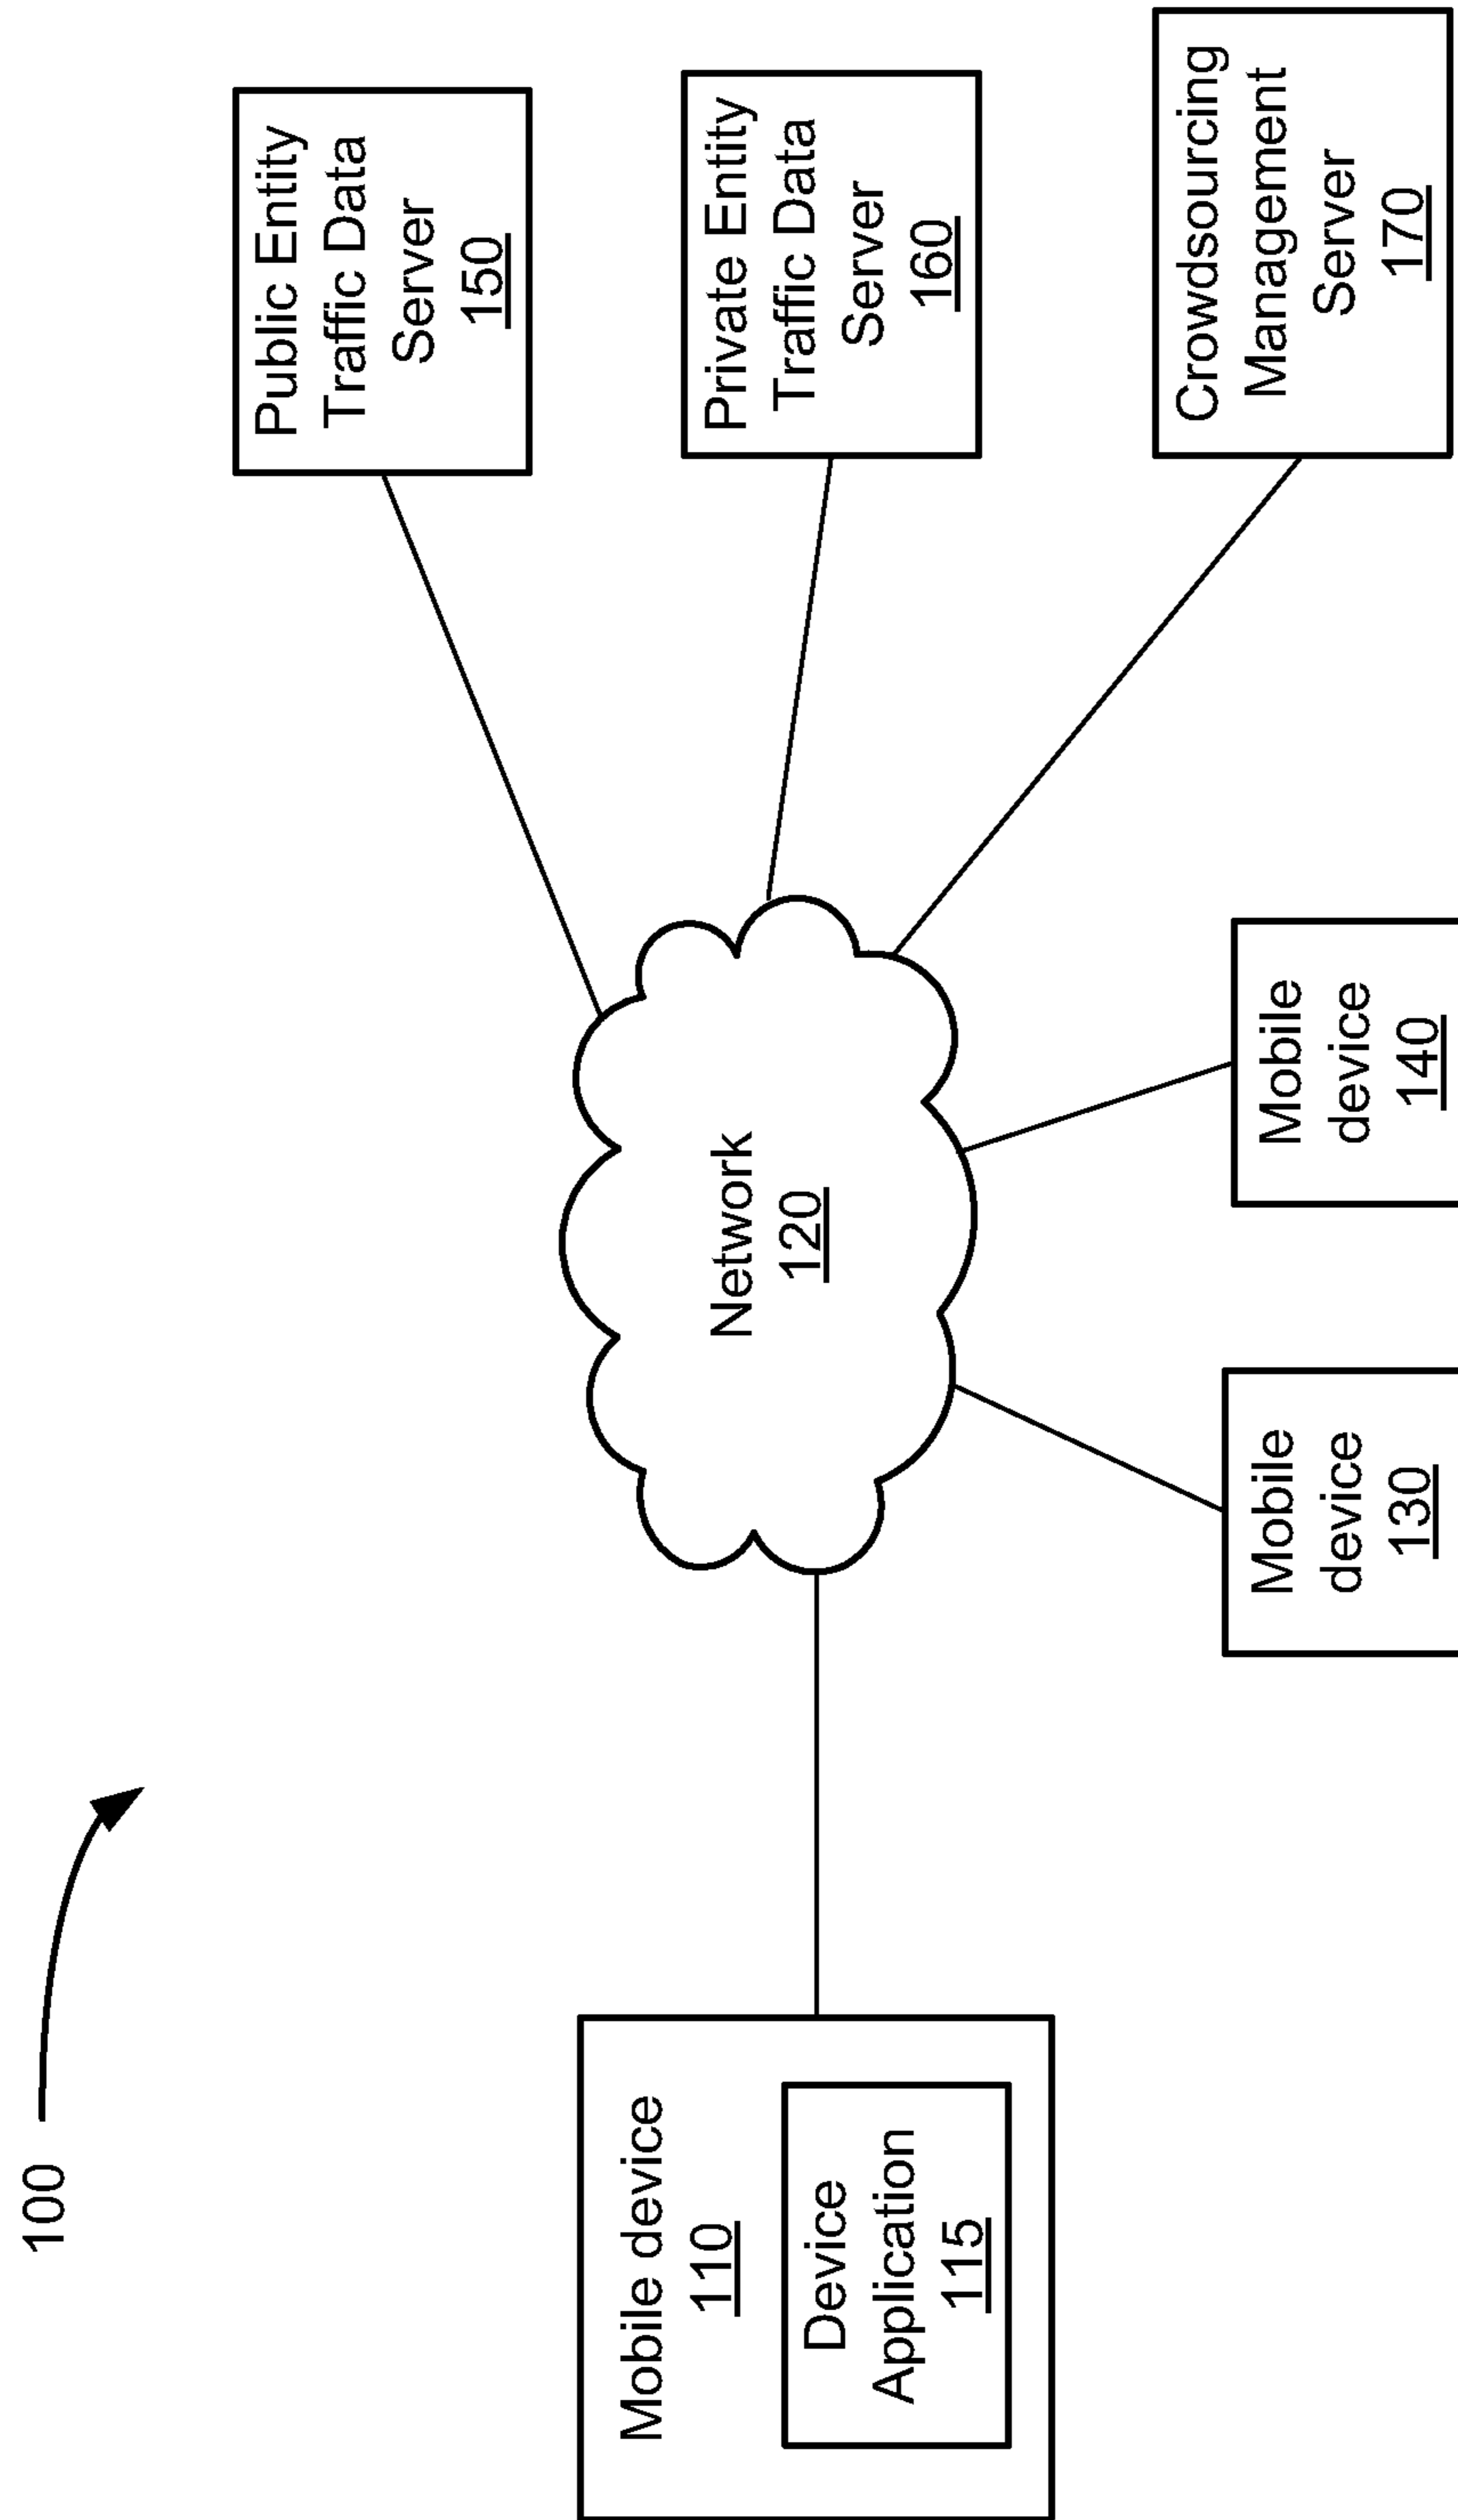 100
Mobile device
110
Device
Application
115
Network
120
Mobile
device
130
Mobile
device
140
Public Entity
Traffic Data
Server
150
Private Entity
Traffic Data
Server
160
Crowdsourcing
Management
Server
170